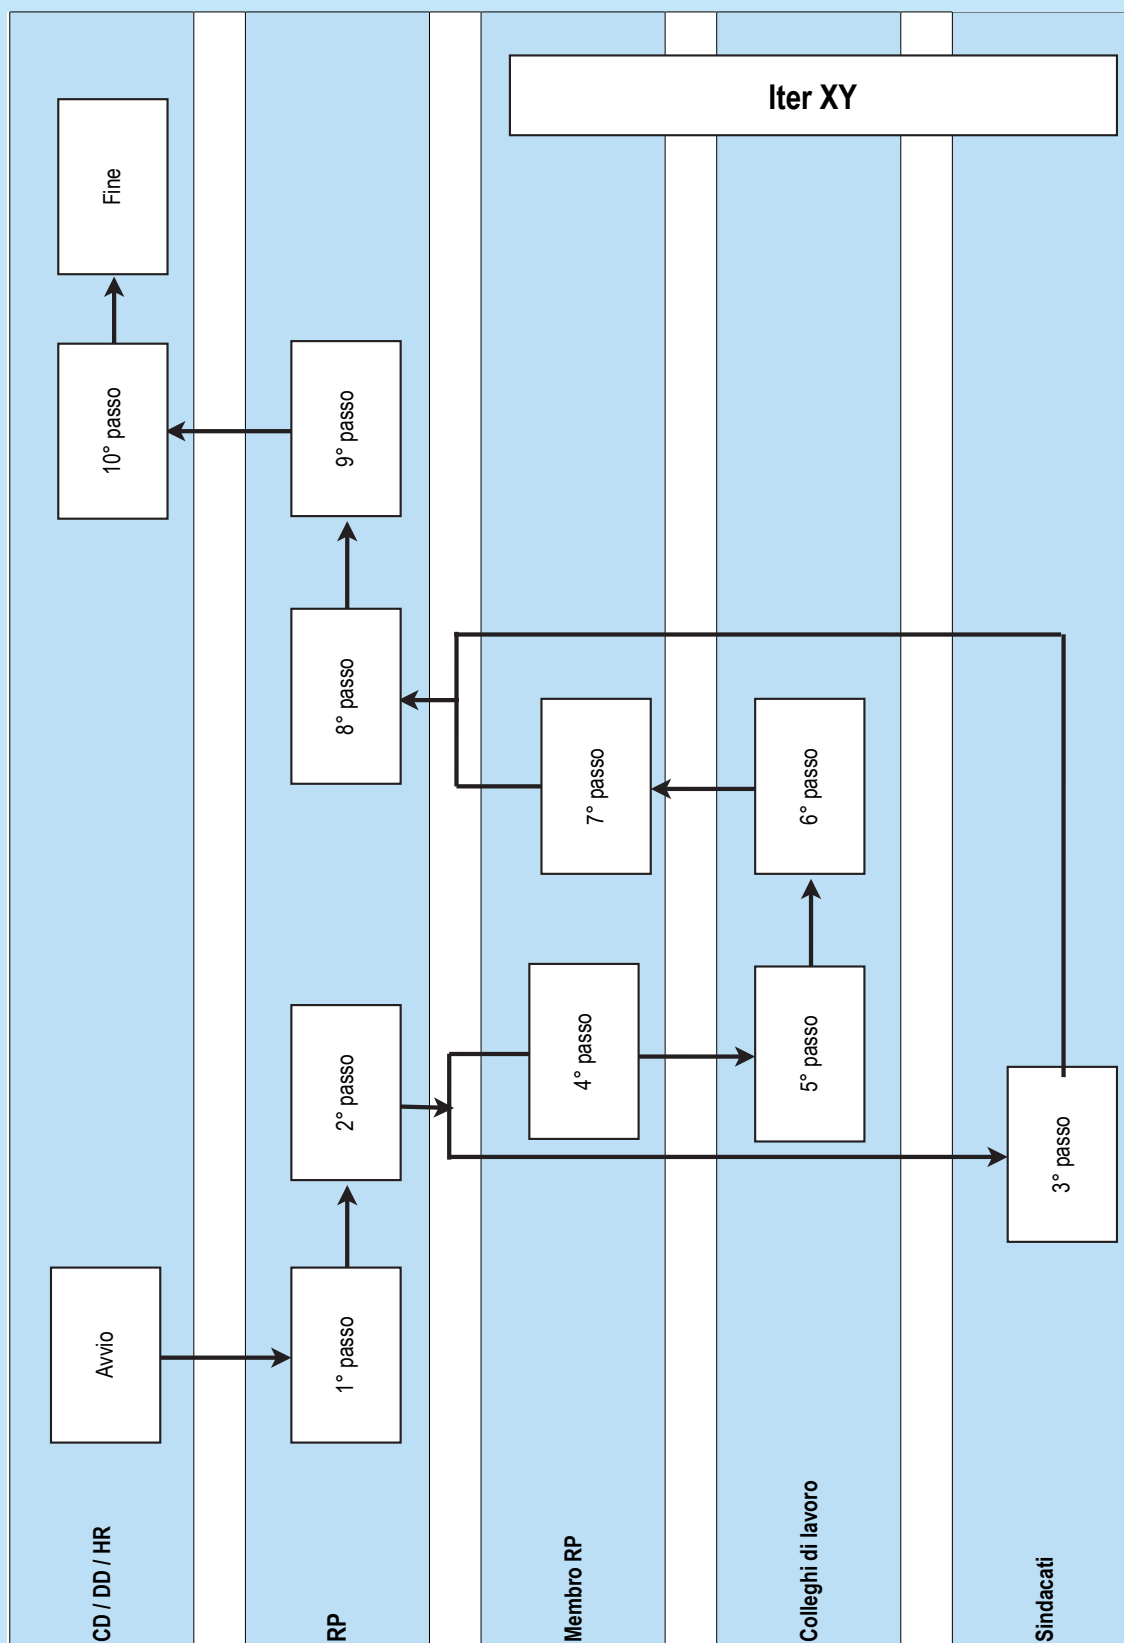 Iter XY
CD / DD / HR
Avvio
10° passo
Fine
RP
1° passo
2° passo
8° passo
9° passo
Membro RP
4° passo
7° passo
Colleghi di lavoro
5° passo
6° passo
Sindacati
3° passo